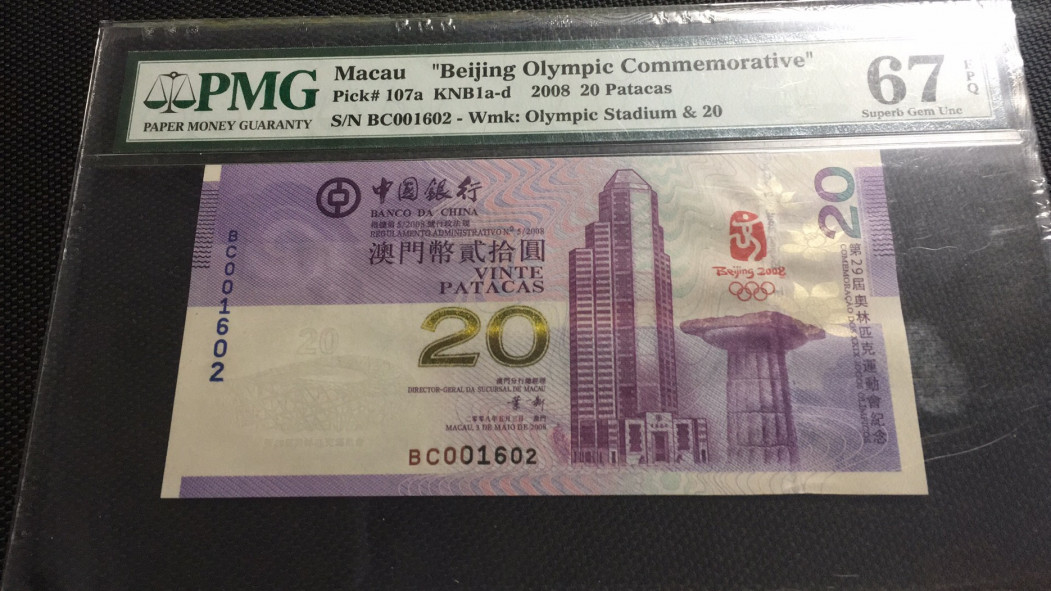 PMG
PAPER MONEY GUARANTY
Macau "Beijing Olympic Commemorative"
Pick# 107a KNB1a-d 2008 20 Patacas
S/N BC001602 - Wmk: Olympic Stadium & 20
67
EPQ
Superb Gem Unc
中國銀行
BANCO DA CHINA
REGULAMENTO ADMINISTRATIVO Nº 5/2008
澳門幣貳拾圓
VINTE
PATACAS
20
DIRECTOR-GERAL DA SUCURSAL DE MACAU
MACAU, 1 DE MAIO DE 2008
BC001602
BC001602
20
Beijing 2008
20
第29屆奧林匹克運動會紀念